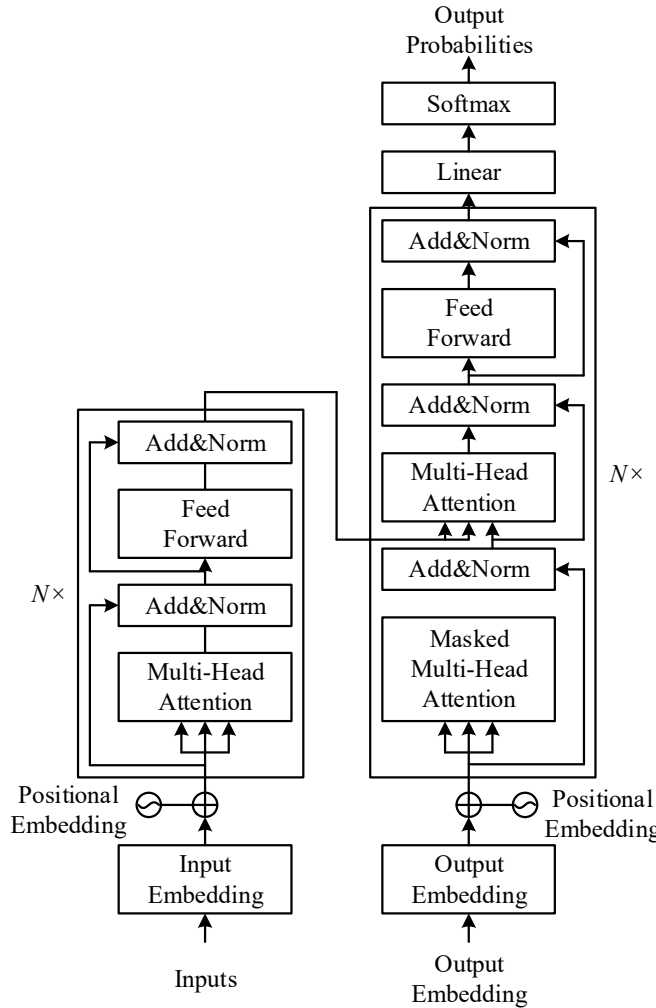 Output
Probabilities
Softmax
Linear
Add&Norm
Feed
Forward
Add&Norm
Multi-Head
Attention
Add&Norm
Masked
Multi-Head
Attention
N×
Positional
Embedding
Output
Embedding
Output
Embedding
Add&Norm
Feed
Forward
Add&Norm
Multi-Head
Attention
N×
Positional
Embedding
Input
Embedding
Inputs